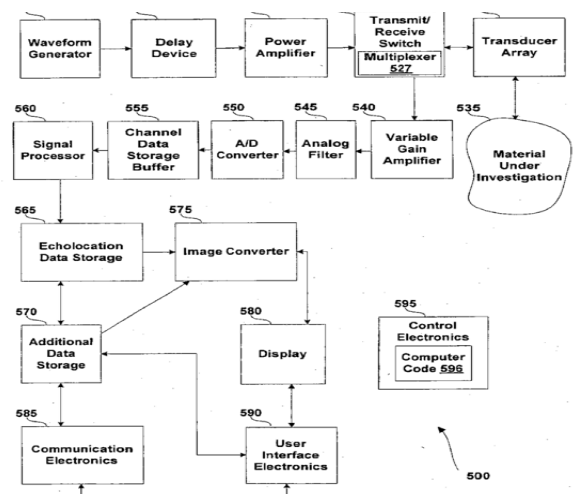 Waveform
Generator
Delay
Device
Power
Amplifier
Transmit/
Receive
Switch
Multiplexer
527
Transducer
Array
560
555
550
545
540
535
Signal
Processor
Channel
Data
Storage
Buffer
A/D
Converter
Analog
Filter
Variable
Gain
Amplifier
Material
Under
Investigation
565
575
Echolocation
Data Storage
Image Converter
570
580
595
Additional
Data
Storage
Display
Control
Electronics
Computer
Code 596
585
590
Communication
Electronics
User
Interface
Electronics
500